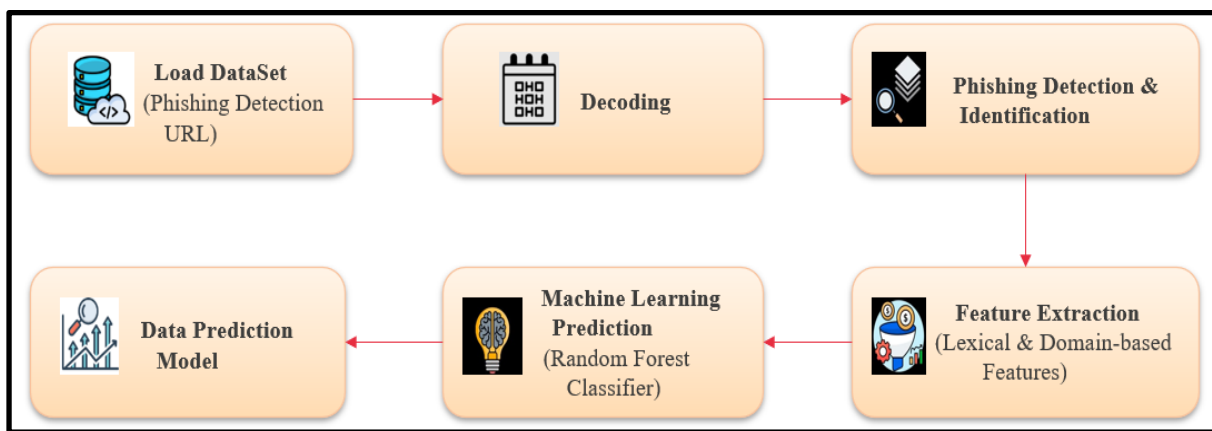 Load DataSet
(Phishing Detection
URL)
Decoding
Phishing Detection &
Identification
Feature Extraction
(Lexical & Domain-based
Features)
Machine Learning
Prediction
(Random Forest
Classifier)
Data Prediction
Model